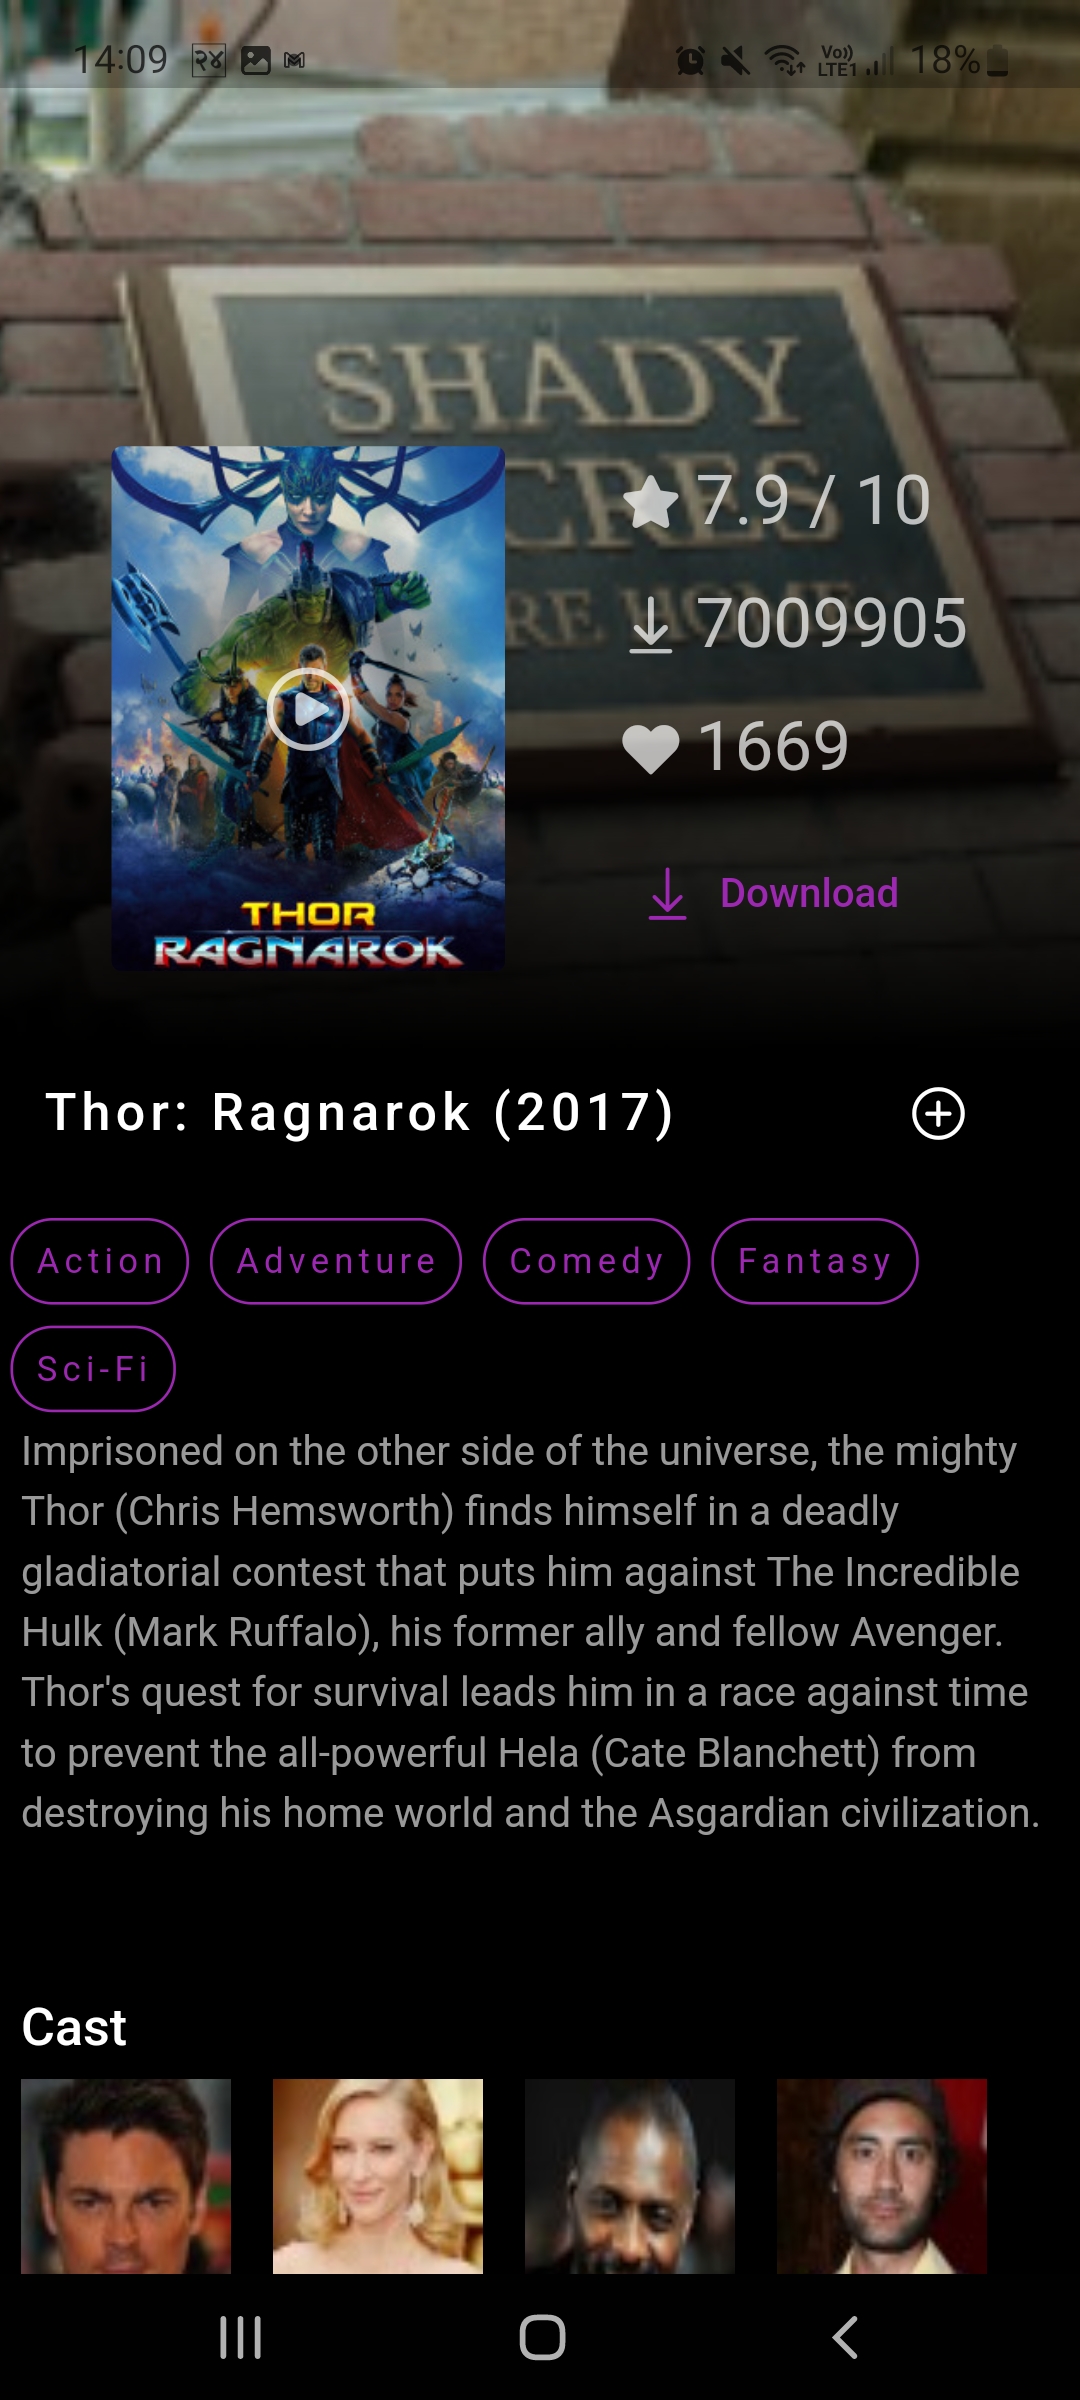 14:09 २४ 18%
Vo))
LTE1
SHADY
7.9 / 10
RE HOME
7009905
1669
Download
THOR
RAGNAROK
Thor: Ragnarok (2017)
Action Adventure Comedy Fantasy
Sci-Fi
Imprisoned on the other side of the universe, the mighty
Thor (Chris Hemsworth) finds himself in a deadly
gladiatorial contest that puts him against The Incredible
Hulk (Mark Ruffalo), his former ally and fellow Avenger.
Thor's quest for survival leads him in a race against time
to prevent the all-powerful Hela (Cate Blanchett) from
destroying his home world and the Asgardian civilization.
Cast